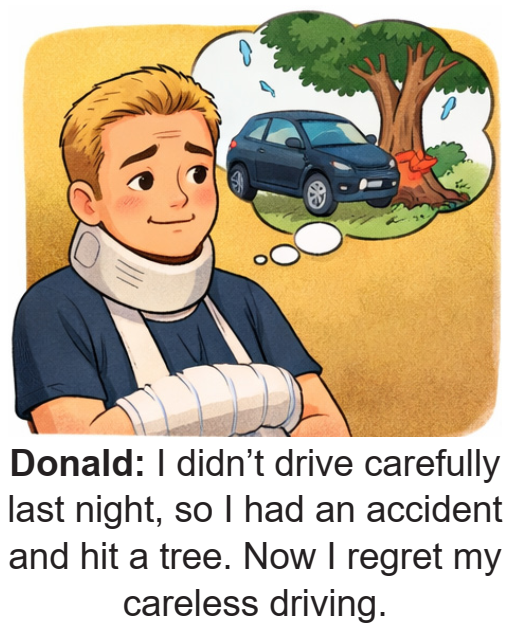 Donald: I didn’t drive carefully
last night, so I had an accident
and hit a tree. Now I regret my
careless driving.